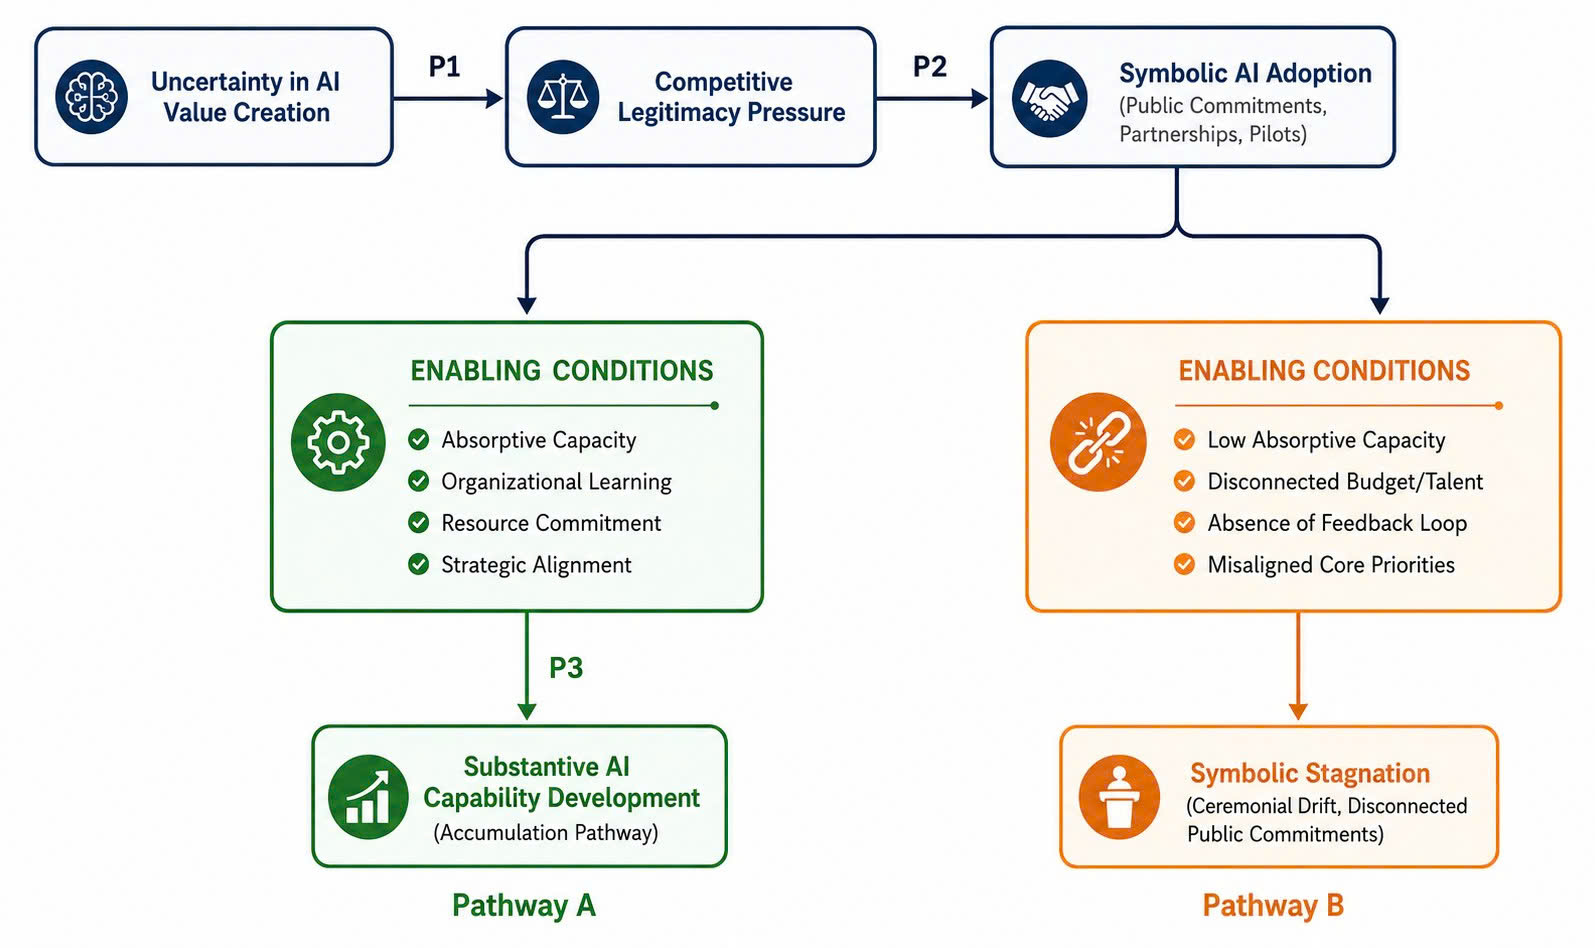 Uncertainty in AI
Value Creation
P1
Competitive
Legitimacy Pressure
P2
Symbolic AI Adoption
(Public Commitments,
Partnerships, Pilots)
ENABLING CONDITIONS
Absorptive Capacity
Organizational Learning
Resource Commitment
Strategic Alignment
ENABLING CONDITIONS
Low Absorptive Capacity
Disconnected Budget/Talent
Absence of Feedback Loop
Misaligned Core Priorities
P3
Substantive AI
Capability Development
(Accumulation Pathway)
Pathway A
Symbolic Stagnation
(Ceremonial Drift, Disconnected
Public Commitments)
Pathway B